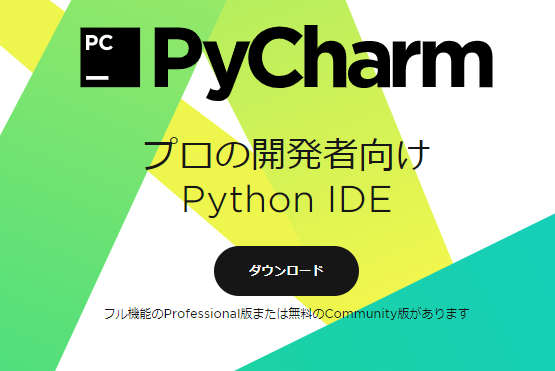 PC
PyCharm
プロの開発者向け
Python IDE
ダウンロード
フル機能のProfessional版または無料のCommunity版があります